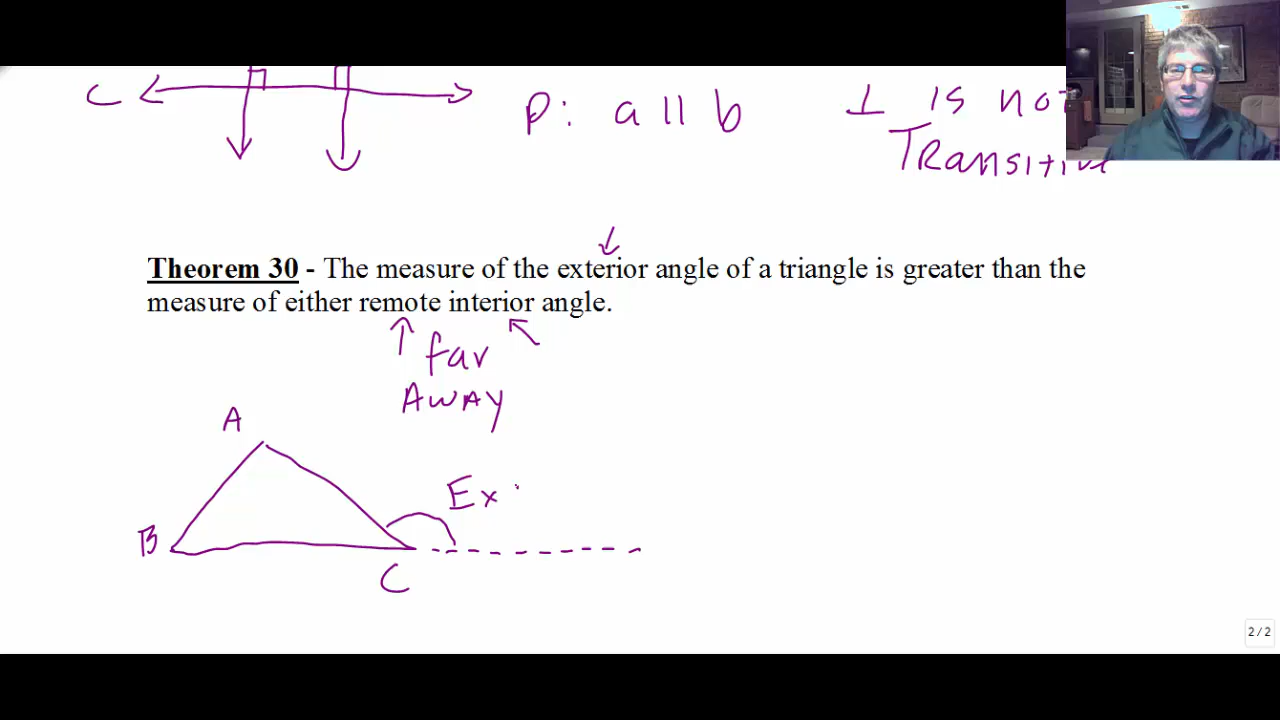 C
P: a || b
⊥ is not
Transitive
Theorem 30 - The measure of the exterior angle of a triangle is greater than the
measure of either remote interior angle.
far
AWAY
A
Ex
B
C
2 / 2